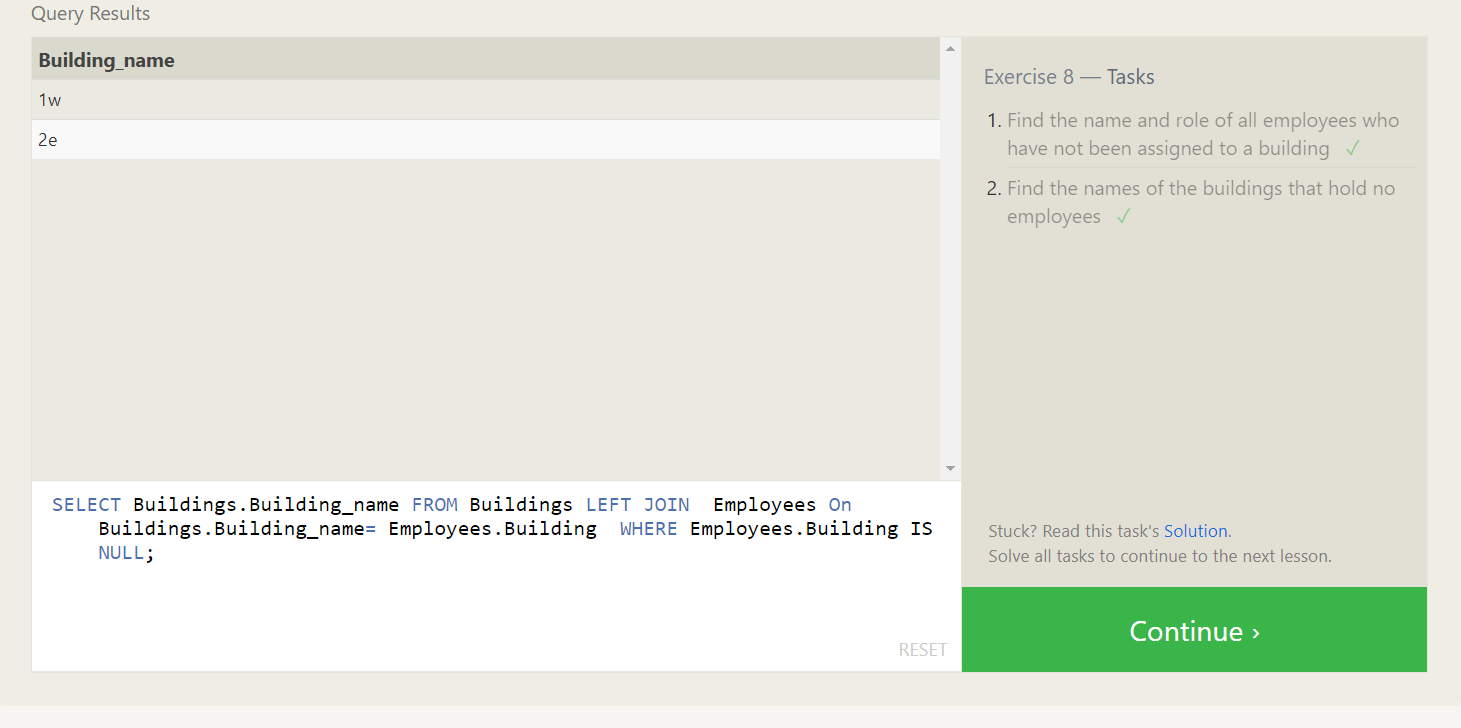 Query Results
Building_name
1w
2e
SELECT Buildings.Building_name FROM Buildings LEFT JOIN  Employees On
Buildings.Building_name= Employees.Building  WHERE Employees.Building IS
NULL;
RESET
Exercise 8 — Tasks
1. Find the name and role of all employees who
have not been assigned to a building ✓
2. Find the names of the buildings that hold no
employees ✓
Stuck? Read this task's Solution.
Solve all tasks to continue to the next lesson.
Continue ›